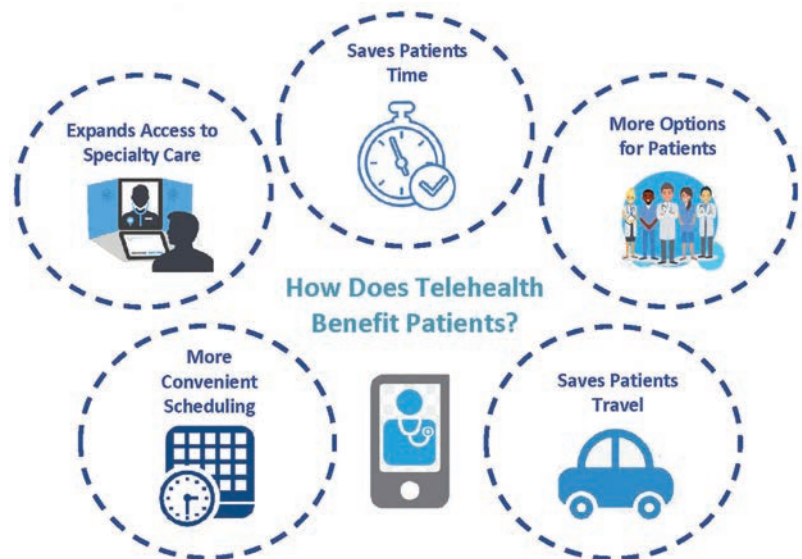 Saves Patients
Time
Expands Access to
Specialty Care
More Options
for Patients
How Does Telehealth
Benefit Patients?
More
Convenient
Scheduling
Saves Patients
Travel